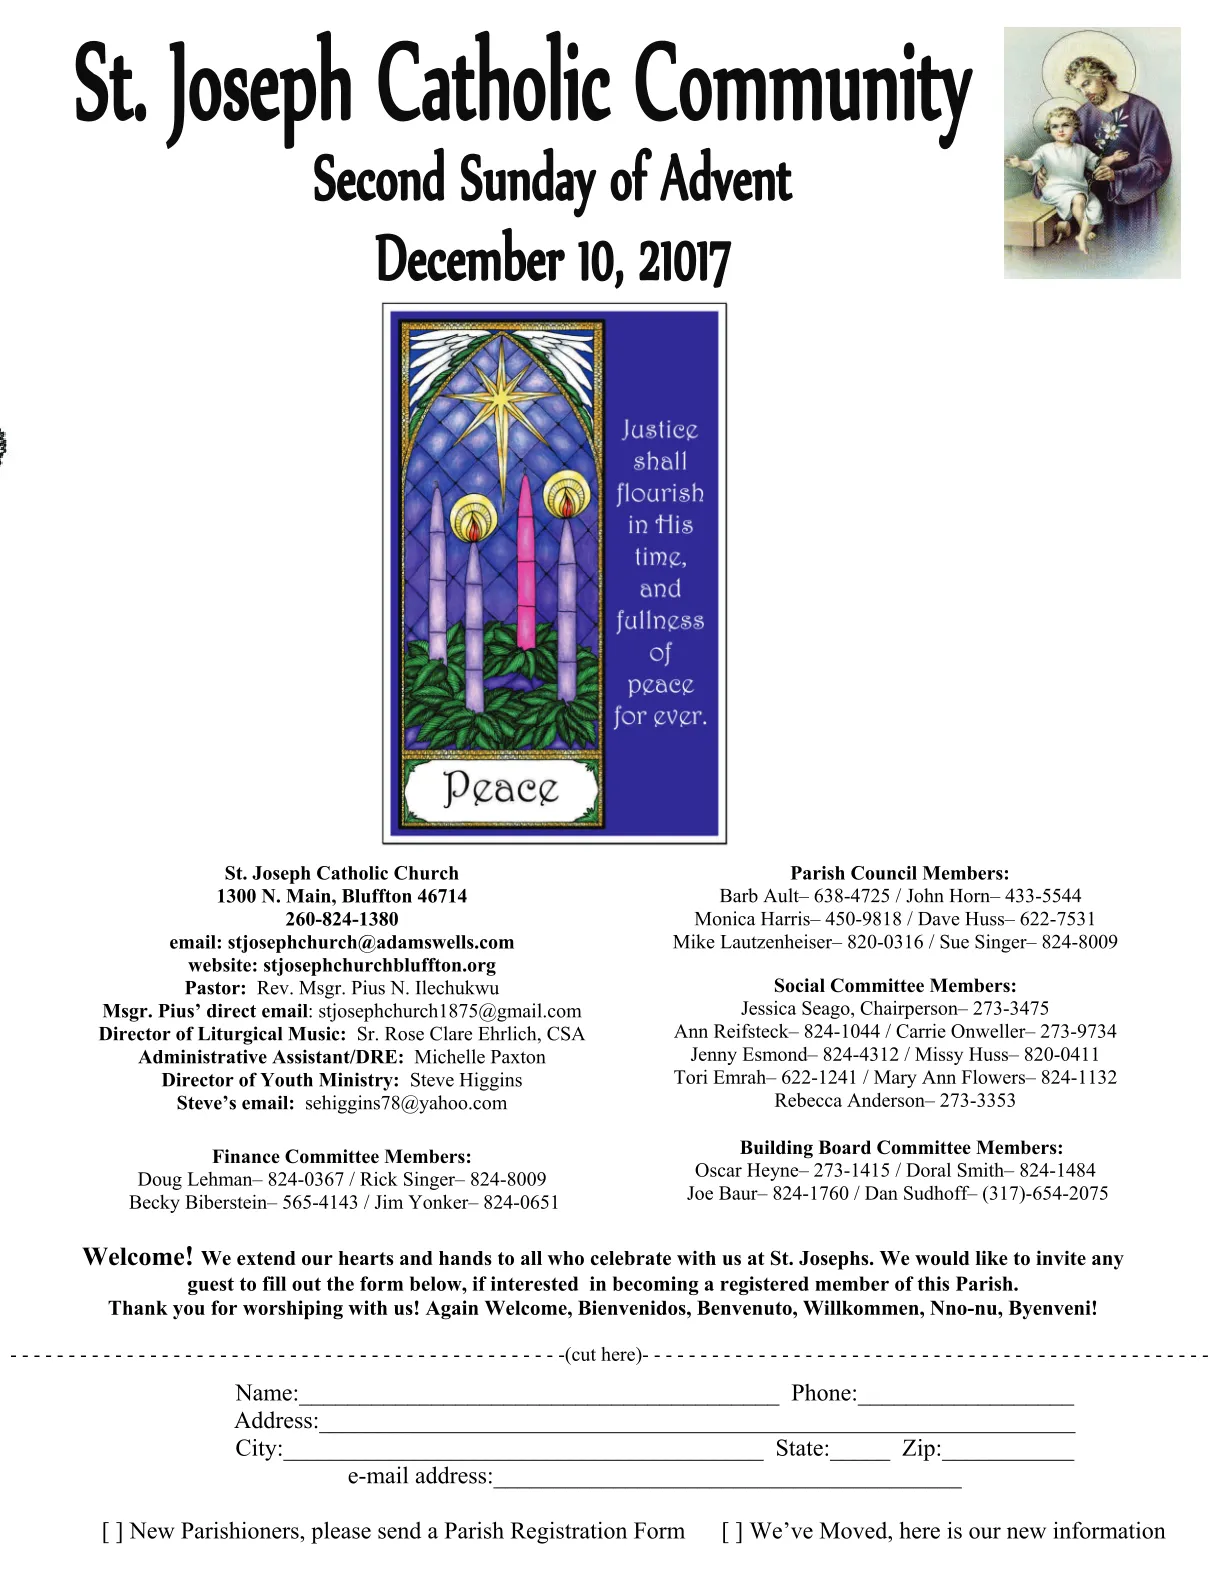 St. Joseph Catholic Community
Second Sunday of Advent
December 10, 21017
Justice
shall
flourish
in His
time,
and
fullness
of
peace
for ever.
Peace
St. Joseph Catholic Church
1300 N. Main, Bluffton 46714
260-824-1380
email: stjosephchurch@adamswells.com
website: stjosephchurchbluffton.org
Pastor: Rev. Msgr. Pius N. Ilechukwu
Msgr. Pius’ direct email: stjosephchurch1875@gmail.com
Director of Liturgical Music: Sr. Rose Clare Ehrlich, CSA
Administrative Assistant/DRE: Michelle Paxton
Director of Youth Ministry: Steve Higgins
Steve’s email: sehiggins78@yahoo.com
Finance Committee Members:
Doug Lehman– 824-0367 / Rick Singer– 824-8009
Becky Biberstein– 565-4143 / Jim Yonker– 824-0651
Parish Council Members:
Barb Ault– 638-4725 / John Horn– 433-5544
Monica Harris– 450-9818 / Dave Huss– 622-7531
Mike Lautzenheiser– 820-0316 / Sue Singer– 824-8009
Social Committee Members:
Jessica Seago, Chairperson– 273-3475
Ann Reifsteck– 824-1044 / Carrie Onweller– 273-9734
Jenny Esmond– 824-4312 / Missy Huss– 820-0411
Tori Emrah– 622-1241 / Mary Ann Flowers– 824-1132
Rebecca Anderson– 273-3353
Building Board Committee Members:
Oscar Heyne– 273-1415 / Doral Smith– 824-1484
Joe Baur– 824-1760 / Dan Sudhoff– (317)-654-2075
Welcome! We extend our hearts and hands to all who celebrate with us at St. Josephs. We would like to invite any
guest to fill out the form below, if interested in becoming a registered member of this Parish.
Thank you for worshiping with us! Again Welcome, Bienvenidos, Benvenuto, Willkommen, Nno-nu, Byenveni!
- - - - - - - - - - - - - - - - - - - - - - - - - - - - - - - - - - - - - - - - - - - - - - - -(cut here)- - - - - - - - - - - - - - - - - - - - - - - - - - - - - - - - - - - - - - - - - - - - - - - - -
Name:________________________________________ Phone:__________________
Address:_______________________________________________________________
City:________________________________________ State:_____ Zip:___________
e-mail address:_______________________________________
[ ] New Parishioners, please send a Parish Registration Form [ ] We’ve Moved, here is our new information